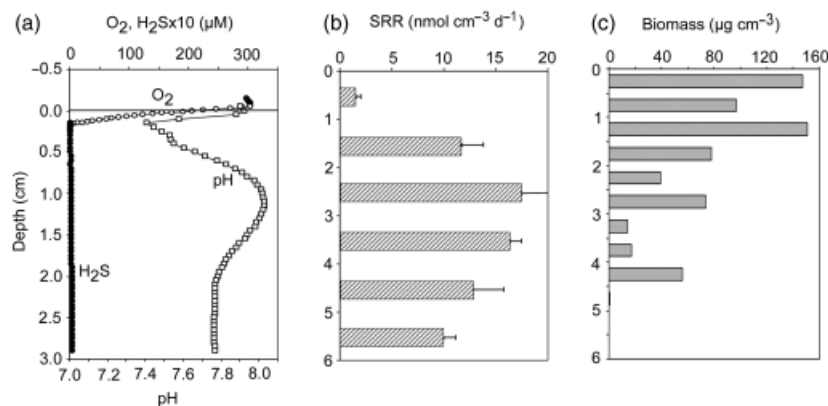 (a)
O2, H2Sx10 (µM)
0 100 200 300
−0.5
0.0
0.5
1.0
1.5
2.0
2.5
3.0
Depth (cm)
O2
pH
H2S
7.0 7.2 7.4 7.6 7.8 8.0
pH
(b)
SRR (nmol cm−3 d−1)
0 5 10 15 20
0
1
2
3
4
5
6
(c)
Biomass (µg cm−3)
0 40 80 120 160
0
1
2
3
4
5
6